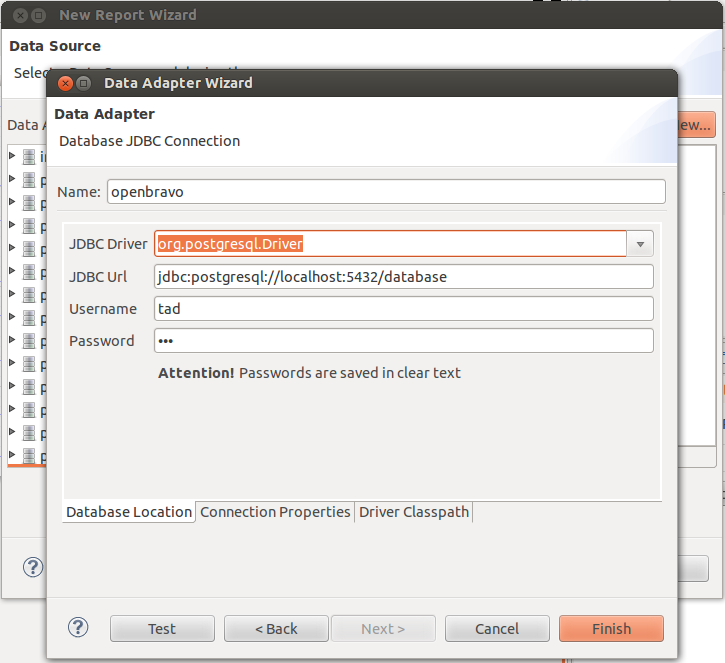 New Report Wizard
Data Source
Data Adapter Wizard
Data Adapter
Database JDBC Connection
Data
Name: openbravo
JDBC Driver org.postgresql.Driver
JDBC Url jdbc:postgresql://localhost:5432/database
Username tad
Password •••
Attention! Passwords are saved in clear text
Database Location Connection Properties Driver Classpath
? ? Test < Back Next > Cancel Finish